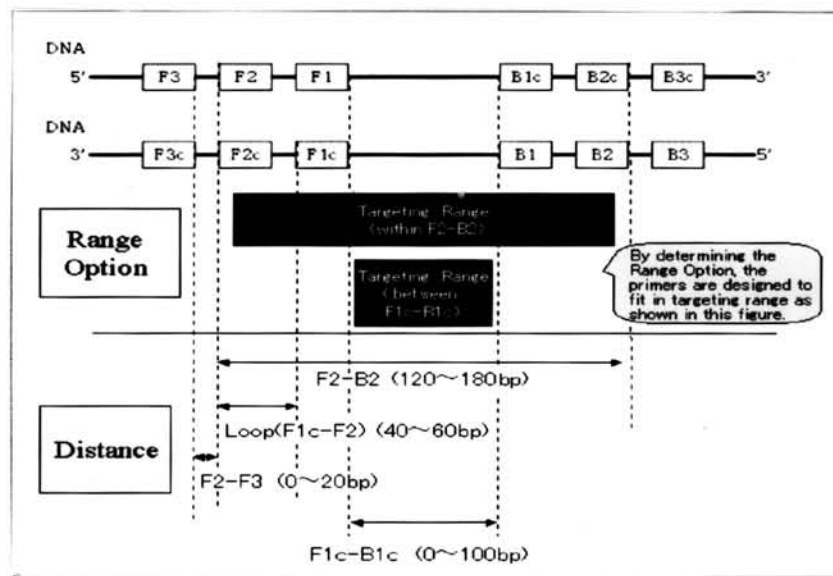 DNA
5′ F3 F2 F1 B1c B2c B3c 3′
DNA
3′ F3c F2c F1c B1 B2 B3 5′
Range
Option
Targeting Range
(within F2-B2)
Targeting Range
(between
F1c-B1c)
By determining the
Range Option, the
primers are designed to
fit in targeting range as
shown in this figure.
F2-B2 (120~180bp)
Distance
Loop(F1c-F2) (40~60bp)
F2-F3 (0~20bp)
F1c-B1c (0~100bp)